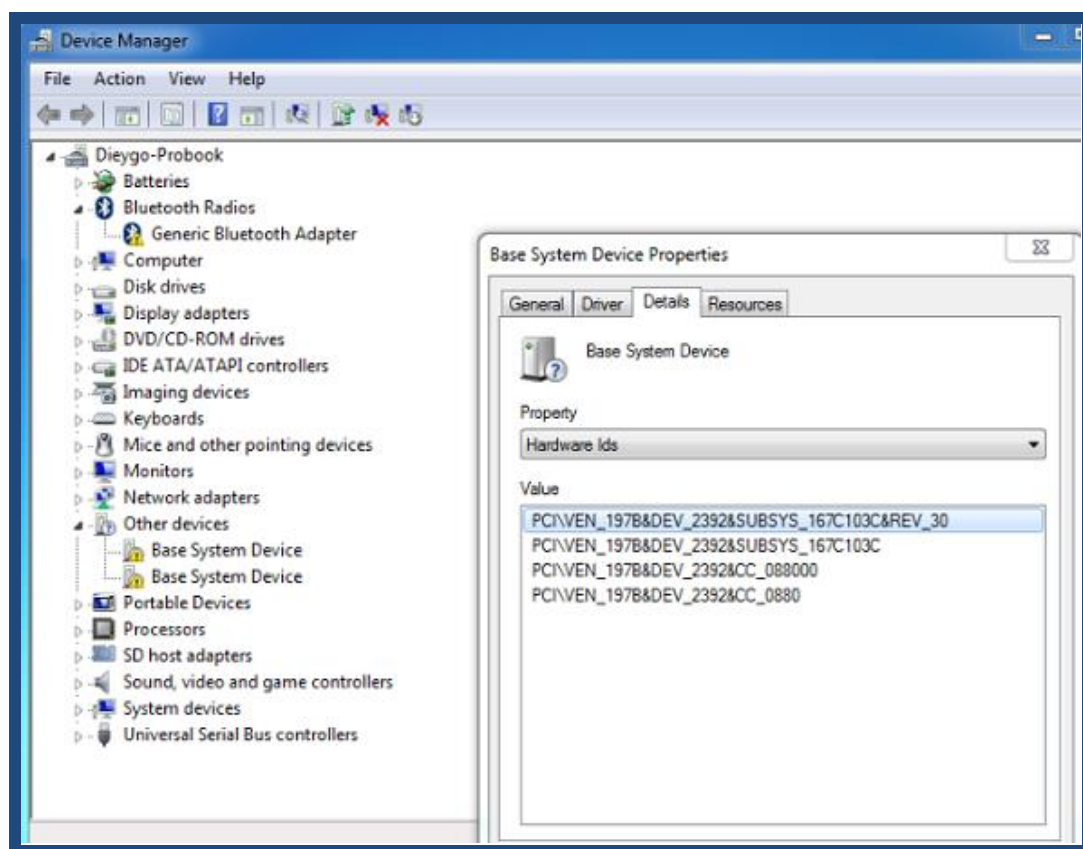 Device Manager
File Action View Help
Dieygo-Probook
Batteries
Bluetooth Radios
Generic Bluetooth Adapter
Computer
Disk drives
Display adapters
DVD/CD-ROM drives
IDE ATA/ATAPI controllers
Imaging devices
Keyboards
Mice and other pointing devices
Monitors
Network adapters
Other devices
Base System Device
Base System Device
Portable Devices
Processors
SD host adapters
Sound, video and game controllers
System devices
Universal Serial Bus controllers
Base System Device Properties
General Driver Details Resources
Base System Device
Property
Hardware Ids
Value
PCI\VEN_197B&DEV_2392&SUBSYS_167C103C&REV_30
PCI\VEN_197B&DEV_2392&SUBSYS_167C103C
PCI\VEN_197B&DEV_2392&CC_088000
PCI\VEN_197B&DEV_2392&CC_0880